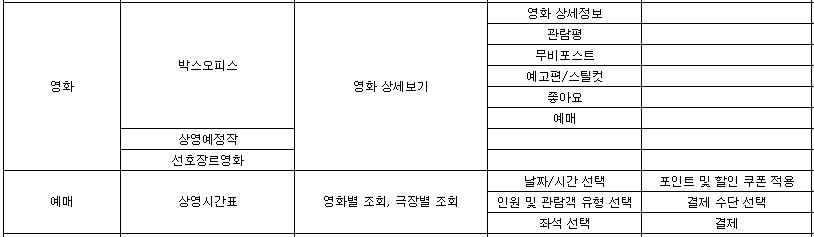 영화
박스오피스
영화 상세보기
영화 상세정보
관람평
무비포스트
예고편/스틸컷
좋아요
예매
상영예정작
선호장르영화
예매
상영시간표
영화별 조회, 극장별 조회
날짜/시간 선택
포인트 및 할인 쿠폰 적용
인원 및 관람객 유형 선택
결제 수단 선택
좌석 선택
결제